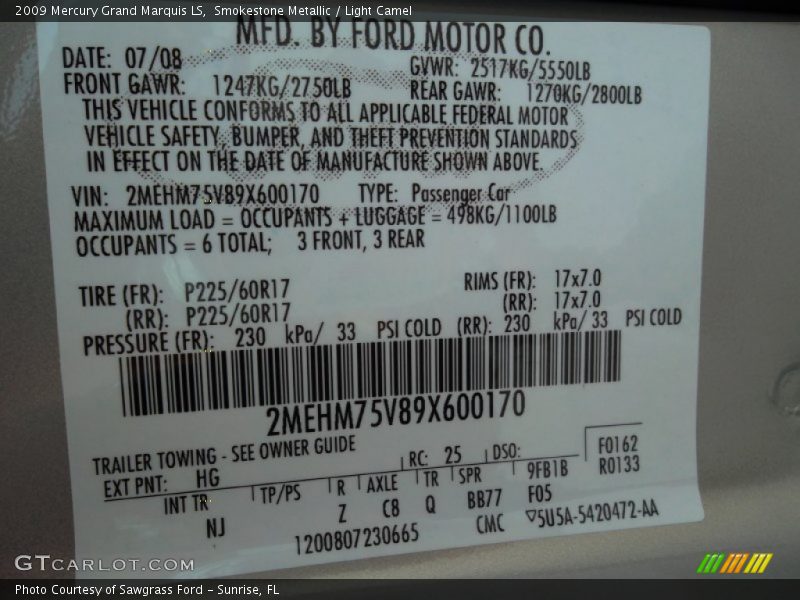 2009 Mercury Grand Marquis LS, Smokestone Metallic / Light Camel
MFD. BY FORD MOTOR CO.
DATE: 07/08 GVWR: 2517KG/5550LB
FRONT GAWR: 1247KG/2750LB REAR GAWR: 1270KG/2800LB
THIS VEHICLE CONFORMS TO ALL APPLICABLE FEDERAL MOTOR
VEHICLE SAFETY, BUMPER, AND THEFT PREVENTION STANDARDS
IN EFFECT ON THE DATE OF MANUFACTURE SHOWN ABOVE.
VIN: 2MEHM75V89X600170 TYPE: Passenger Car
MAXIMUM LOAD = OCCUPANTS + LUGGAGE = 498KG/1100LB
OCCUPANTS = 6 TOTAL; 3 FRONT, 3 REAR
TIRE (FR): P225/60R17 RIMS (FR): 17x7.0
(RR): P225/60R17 (RR): 17x7.0
PRESSURE (FR): 230 kPa/ 33 PSI COLD (RR): 230 kPa/ 33 PSI COLD
2MEHM75V89X600170
TRAILER TOWING - SEE OWNER GUIDE
EXT PNT: HG RC: 25 DSO: F0162
R0133
INT TR TP/PS R AXLE TR SPR 9FB1B
NJ Z C8 Q BB77 F05
1200807230665 CMC 5U5A-5420472-AA
GTCARLOT.COM
Photo Courtesy of Sawgrass Ford - Sunrise, FL